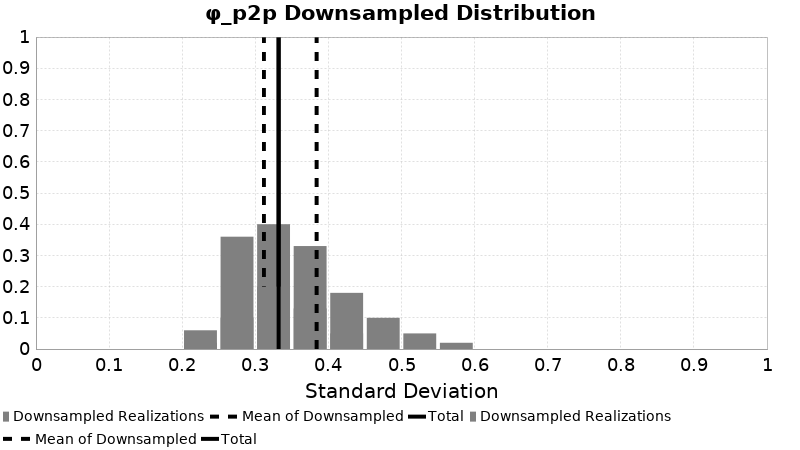 φ_p2p Downsampled Distribution
1
0.9
0.8
0.7
0.6
0.5
0.4
0.3
0.2
0.1
0
0 0.1 0.2 0.3 0.4 0.5 0.6 0.7 0.8 0.9 1
Standard Deviation
Downsampled Realizations Mean of Downsampled Total Downsampled Realizations
Mean of Downsampled Total